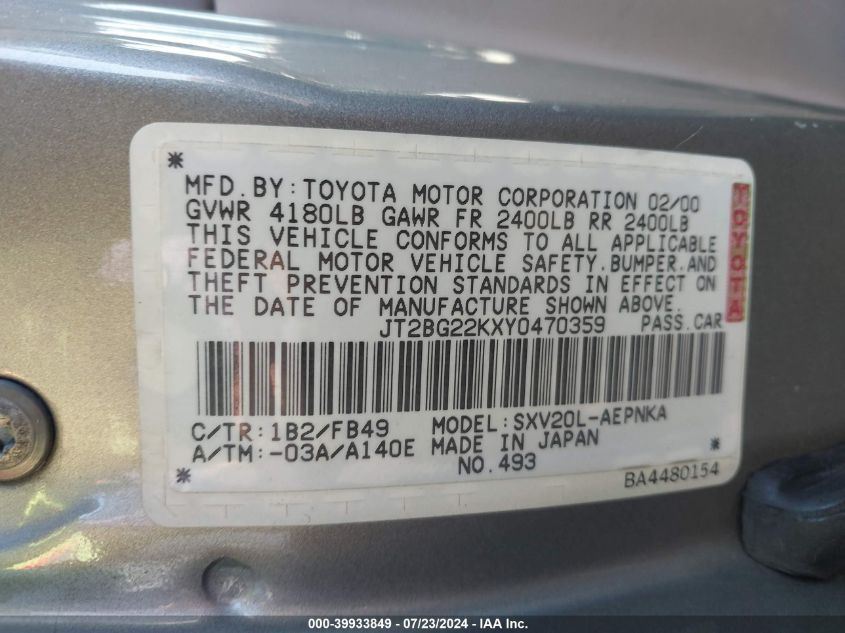 *
MFD.BY:TOYOTA MOTOR CORPORATION 02/00
GVWR 4180LB GAWR FR 2400LB RR 2400LB
THIS VEHICLE CONFORMS TO ALL APPLICABLE
FEDERAL MOTOR VEHICLE SAFETY.BUMPER.AND
THEFT PREVENTION STANDARDS IN EFFECT ON
THE DATE OF MANUFACTURE SHOWN ABOVE.
JT2BG22KXY0470359 PASS.CAR
TOYOTA
C/TR:1B2/FB49 MODEL:SXV20L-AEPNKA
A/TM:-03A/A140E MADE IN JAPAN *
* NO.493
BA4480154
000-39933849 - 07/23/2024 - IAA Inc.